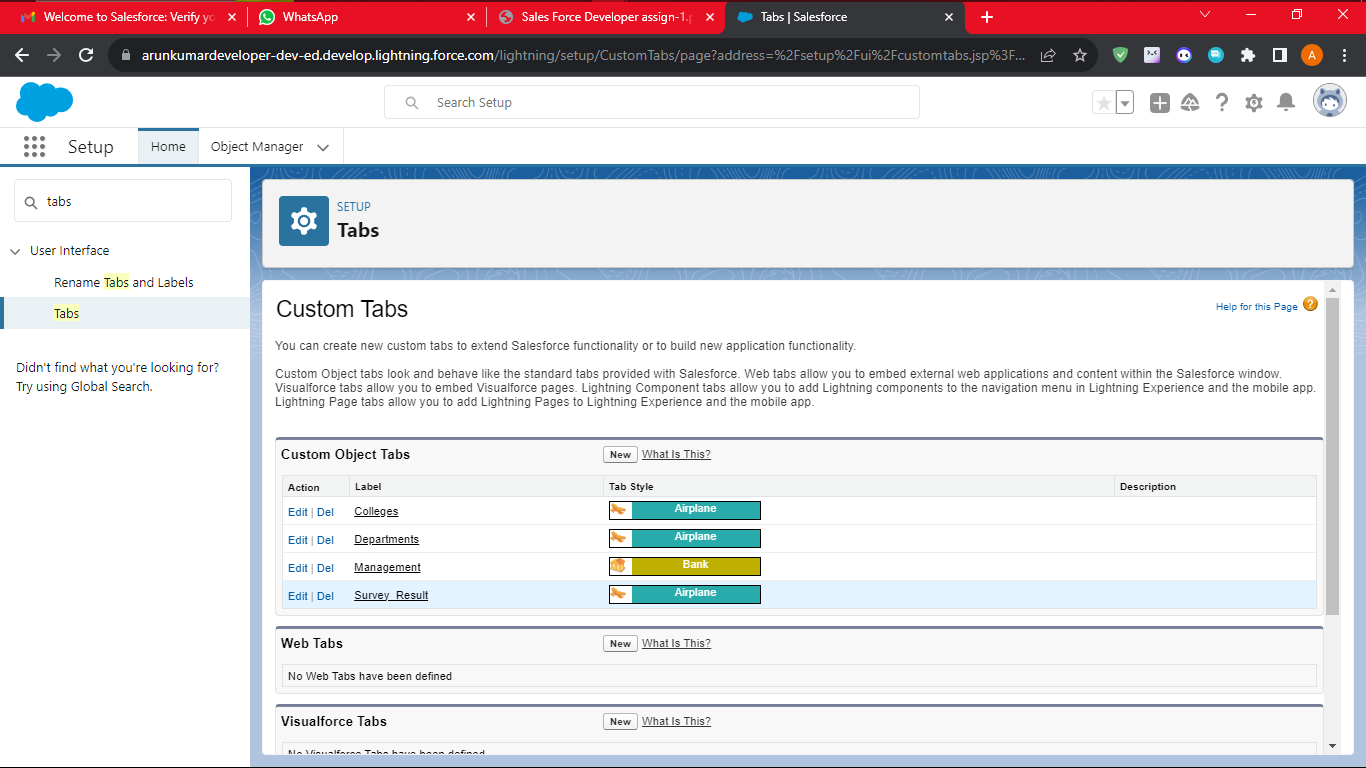 Welcome to Salesforce: Verify yo
WhatsApp
Sales Force Developer assign-1.p
Tabs | Salesforce
arunkumardeveloper-dev-ed.develop.lightning.force.com/lightning/setup/CustomTabs/page?address=%2Fsetup%2Fui%2Fcustomtabs.jsp%3F...
A
Search Setup
Setup
Home
Object Manager
tabs
User Interface
Rename Tabs and Labels
Tabs
Didn't find what you're looking for?
Try using Global Search.
SETUP
Tabs
Custom Tabs
Help for this Page
You can create new custom tabs to extend Salesforce functionality or to build new application functionality.
Custom Object tabs look and behave like the standard tabs provided with Salesforce. Web tabs allow you to embed external web applications and content within the Salesforce window.
Visualforce tabs allow you to embed Visualforce pages. Lightning Component tabs allow you to add Lightning components to the navigation menu in Lightning Experience and the mobile app.
Lightning Page tabs allow you to add Lightning Pages to Lightning Experience and the mobile app.
Custom Object Tabs New What Is This?
Action Label Tab Style Description
Edit | Del Colleges Airplane
Edit | Del Departments Airplane
Edit | Del Management Bank
Edit | Del Survey_Result Airplane
Web Tabs New What Is This?
No Web Tabs have been defined
Visualforce Tabs New What Is This?
No Visualforce Tabs have been defined